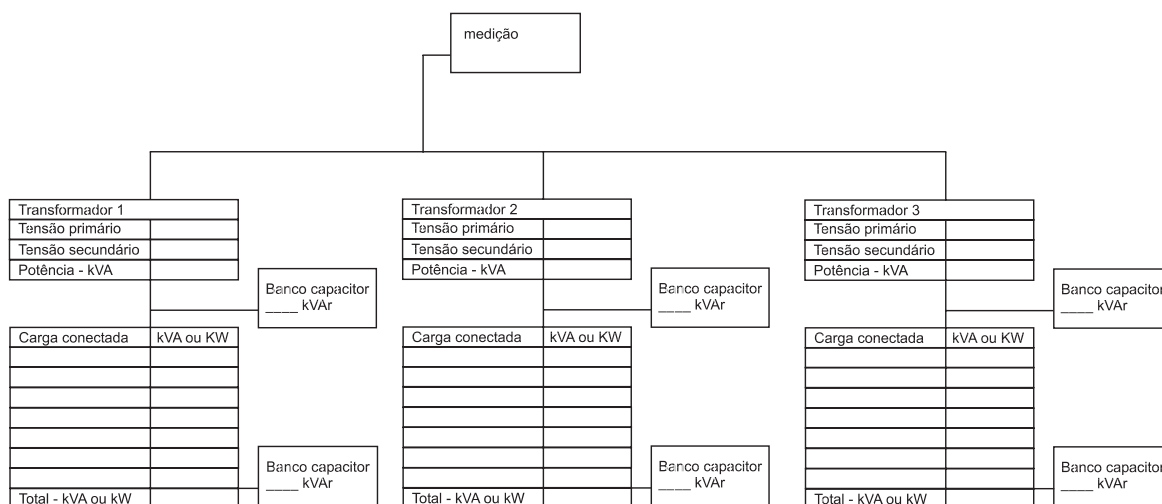 medição
Transformador 1
Tensão primário
Tensão secundário
Potência - kVA
Banco capacitor
____ kVAr
Carga conectada kVA ou KW
Banco capacitor
____ kVAr
Total - kVA ou kW
Transformador 2
Tensão primário
Tensão secundário
Potência - kVA
Banco capacitor
____ kVAr
Carga conectada kVA ou KW
Banco capacitor
____ kVAr
Total - kVA ou kW
Transformador 3
Tensão primário
Tensão secundário
Potência - kVA
Banco capacitor
____ kVAr
Carga conectada kVA ou KW
Banco capacitor
____ kVAr
Total - kVA ou kW